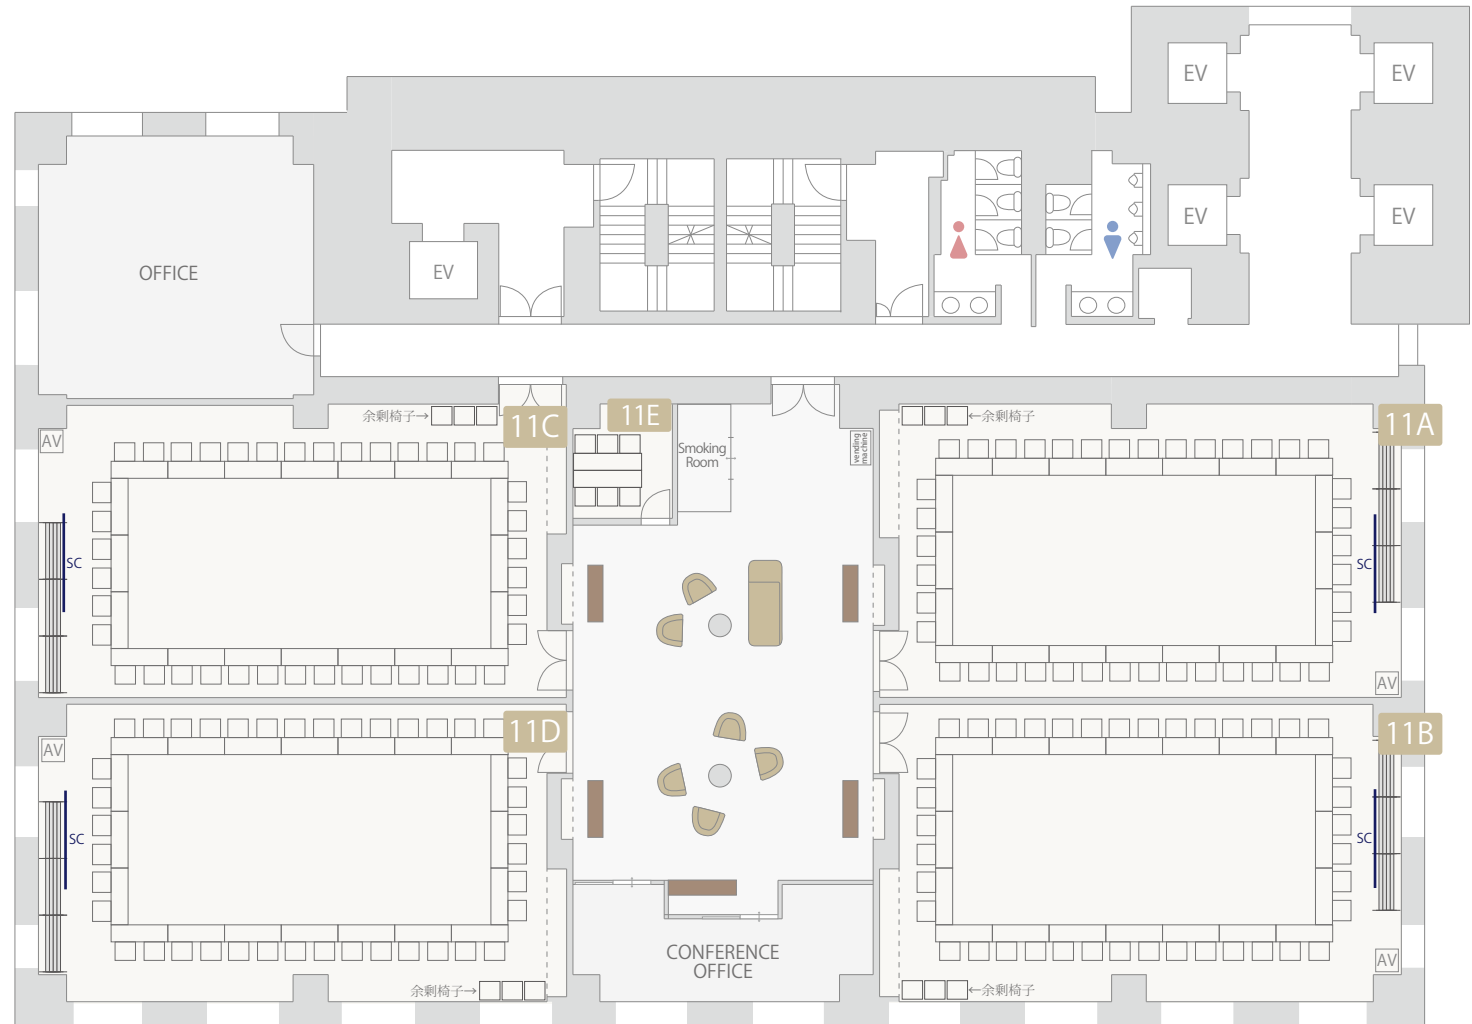 EV
EV
EV
EV
OFFICE
EV
余剰椅子→
11C
11E
←余剰椅子
11A
AV
Smoking
Room
vending
machine
SC
SC
AV
11D
11B
AV
SC
SC
CONFERENCE
OFFICE
AV
余剰椅子→
←余剰椅子